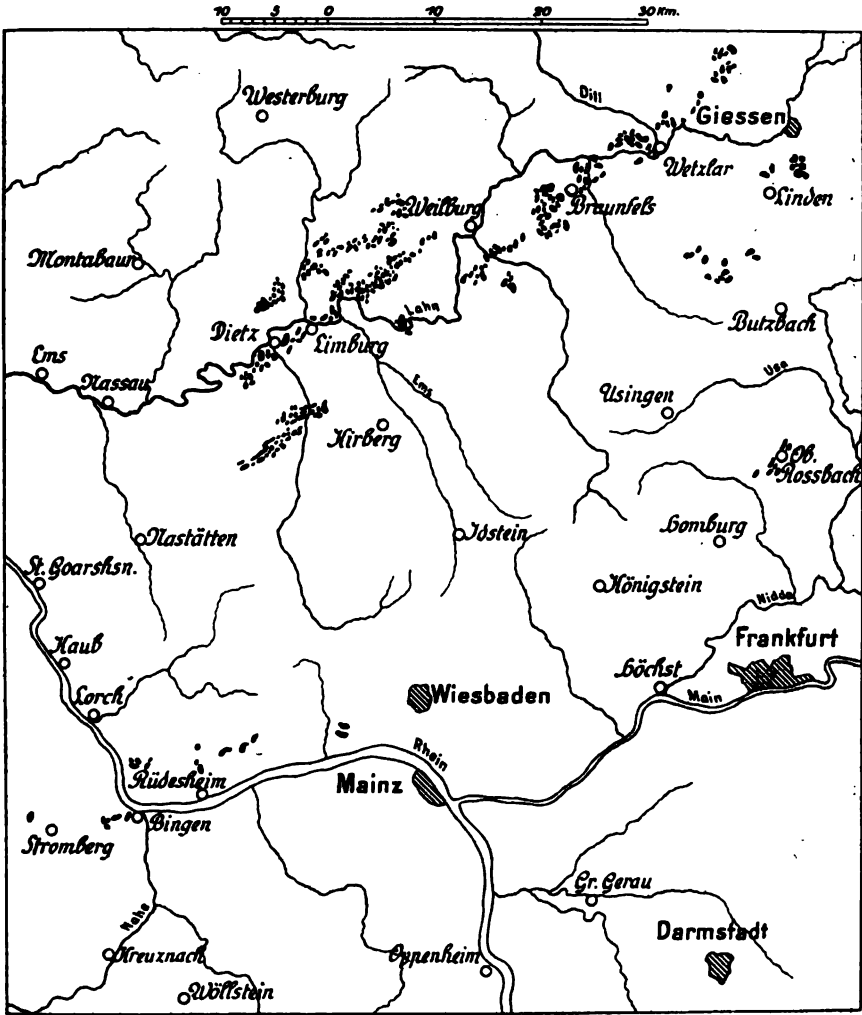 10 5 0 10 20 30 Km.
Westerburg
Dill
Giessen
Wetzlar
Weilburg
Braunfels
Linden
Montabaur
Lahn
Dietz
Limburg
Butzbach
Ems
Nassau
Ems
Usa
Usingen
Kirberg
Ob.
Rossbach
Nastätten
Idstein
Homburg
St. Goarshsn.
Königstein
Nidda
Kaub
Frankfurt
Höchst
Lorch
Wiesbaden
Main
Rhein
Rüdesheim
Mainz
Bingen
Stromberg
Gr. Gerau
Nahe
Darmstadt
Kreuznach
Oppenheim
Wöllstein